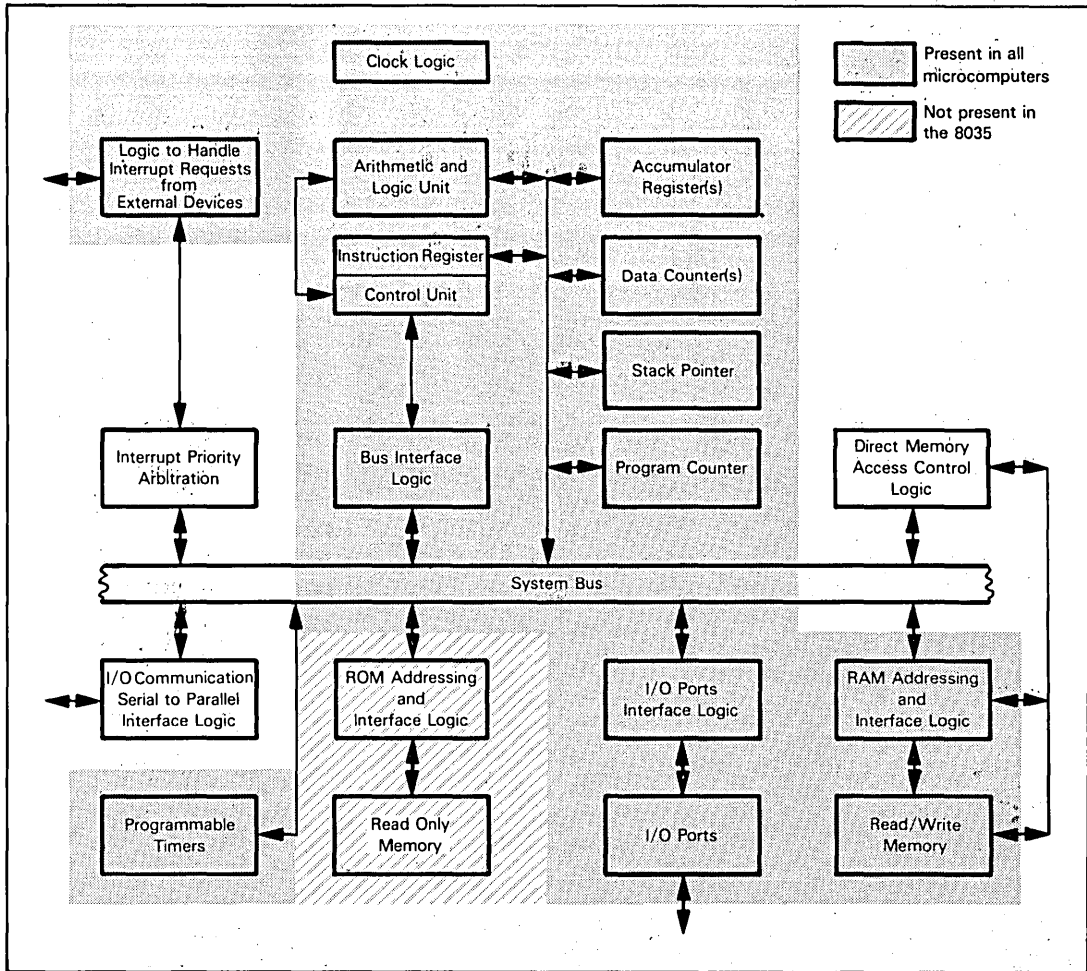 Clock Logic
Present in all
microcomputers
Not present in
the 8035
Logic to Handle
Interrupt Requests
from
External Devices
Arithmetic and
Logic Unit
Accumulator
Register(s)
Instruction Register
Control Unit
Data Counter(s)
Stack Pointer
Interrupt Priority
Arbitration
Bus Interface
Logic
Program Counter
Direct Memory
Access Control
Logic
System Bus
I/O Communication
Serial to Parallel
Interface Logic
ROM Addressing
and
Interface Logic
I/O Ports
Interface Logic
RAM Addressing
and
Interface Logic
Programmable
Timers
Read Only
Memory
I/O Ports
Read/Write
Memory